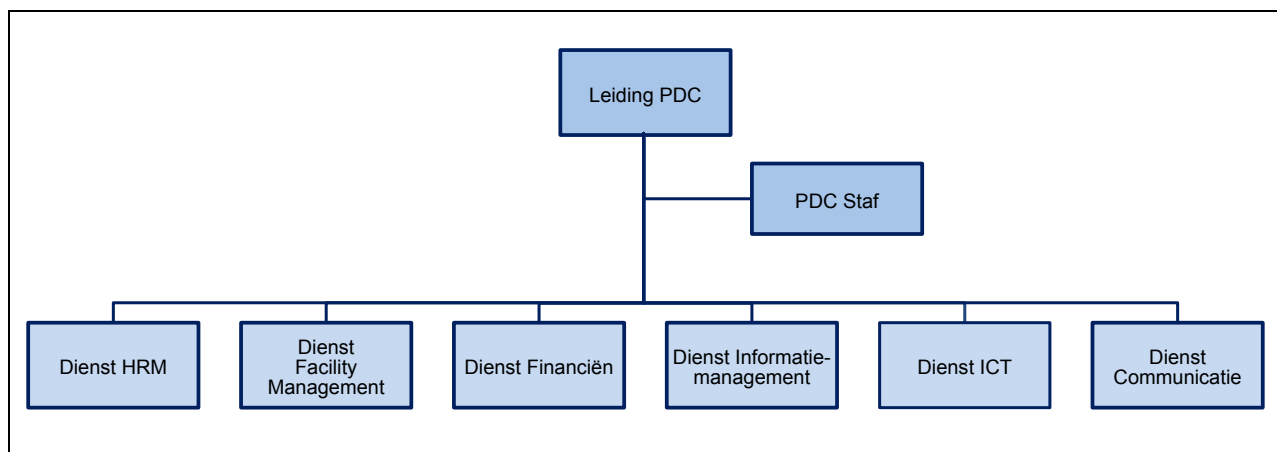 Leiding PDC
PDC Staf
Dienst HRM
Dienst
Facility
Management
Dienst Financiën
Dienst Informatie-
management
Dienst ICT
Dienst
Communicatie